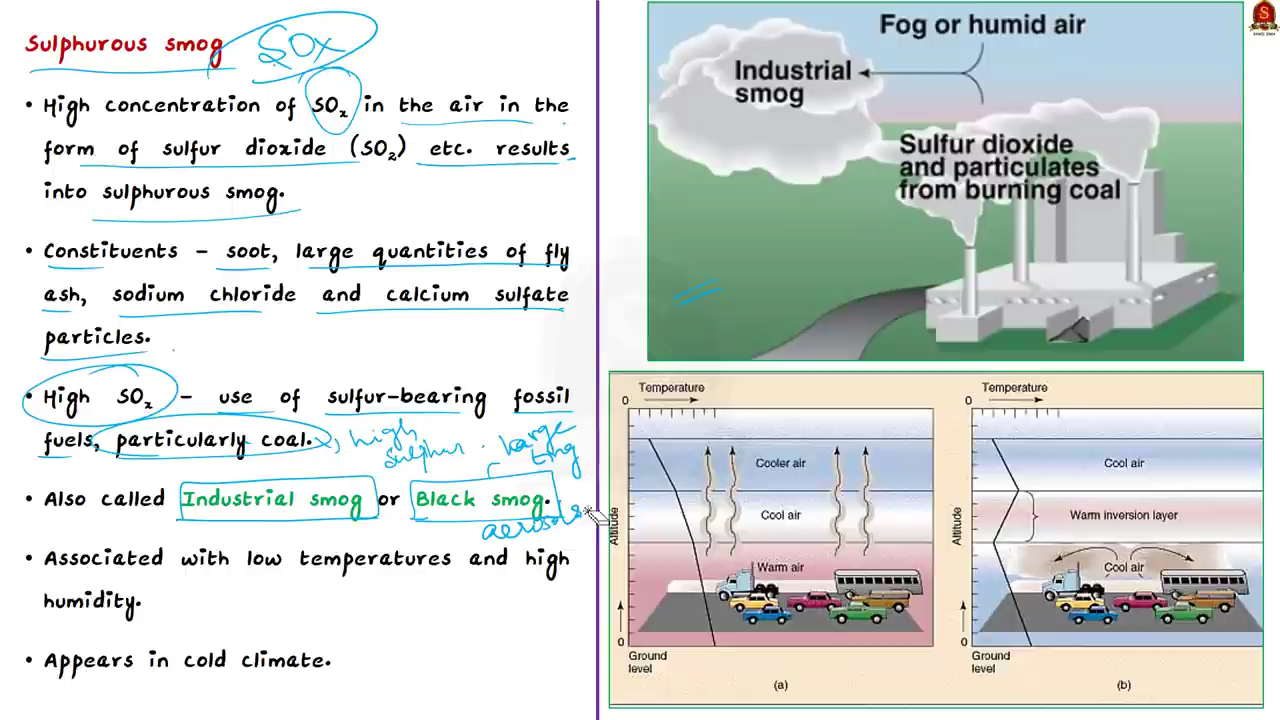 Sulphurous smog
SOx
• High concentration of SOx in the air in the
form of sulfur dioxide (SO2) etc. results
into sulphurous smog.
• Constituents – soot, large quantities of fly
ash, sodium chloride and calcium sulfate
particles.
• High SOx – use of sulfur-bearing fossil
fuels, particularly coal.
high
sulphur
large
• Also called Industrial smog or Black smog.
aerosols
• Associated with low temperatures and high
humidity.
• Appears in cold climate.
Fog or humid air
Industrial
smog
Sulfur dioxide
and particulates
from burning coal
S
SINCE 2004
Temperature
0
Cooler air
Cool air
Warm air
Altitude
0
Ground
level
(a)
Temperature
0
Cool air
Warm inversion layer
Cool air
Altitude
0
Ground
level
(b)